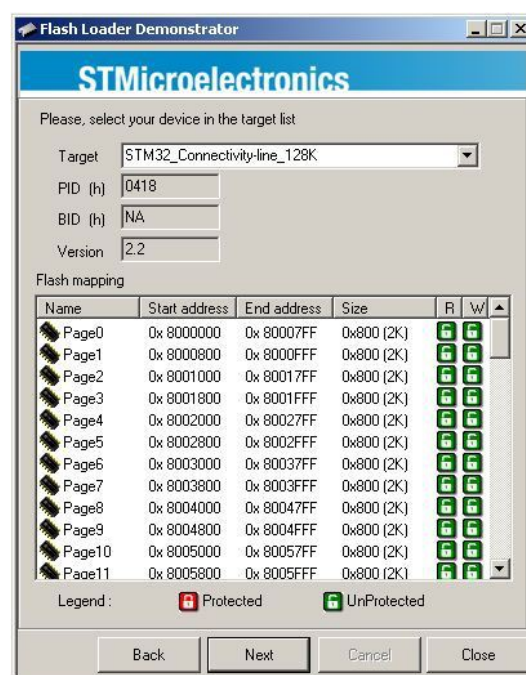 Flash Loader Demonstrator
STMicroelectronics
Please, select your device in the target list
Target STM32_Connectivity-line_128K
PID (h) 0418
BID (h) NA
Version 2.2
Flash mapping
Name Start address End address Size R W
Page0 0x 8000000 0x 80007FF 0x800 (2K)
Page1 0x 8000800 0x 8000FFF 0x800 (2K)
Page2 0x 8001000 0x 80017FF 0x800 (2K)
Page3 0x 8001800 0x 8001FFF 0x800 (2K)
Page4 0x 8002000 0x 80027FF 0x800 (2K)
Page5 0x 8002800 0x 8002FFF 0x800 (2K)
Page6 0x 8003000 0x 80037FF 0x800 (2K)
Page7 0x 8003800 0x 8003FFF 0x800 (2K)
Page8 0x 8004000 0x 80047FF 0x800 (2K)
Page9 0x 8004800 0x 8004FFF 0x800 (2K)
Page10 0x 8005000 0x 80057FF 0x800 (2K)
Page11 0x 8005800 0x 8005FFF 0x800 (2K)
Legend : Protected UnProtected
Back Next Cancel Close